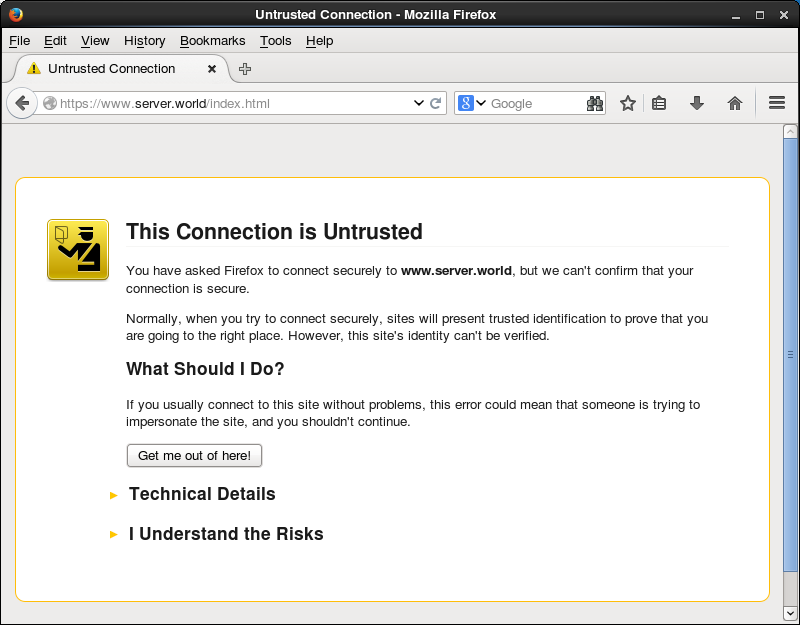 Untrusted Connection - Mozilla Firefox
File Edit View History Bookmarks Tools Help
Untrusted Connection
https://www.server.world/index.html
8 Google
This Connection is Untrusted
You have asked Firefox to connect securely to www.server.world, but we can't confirm that your
connection is secure.
Normally, when you try to connect securely, sites will present trusted identification to prove that you
are going to the right place. However, this site's identity can't be verified.
What Should I Do?
If you usually connect to this site without problems, this error could mean that someone is trying to
impersonate the site, and you shouldn't continue.
Get me out of here!
Technical Details
I Understand the Risks